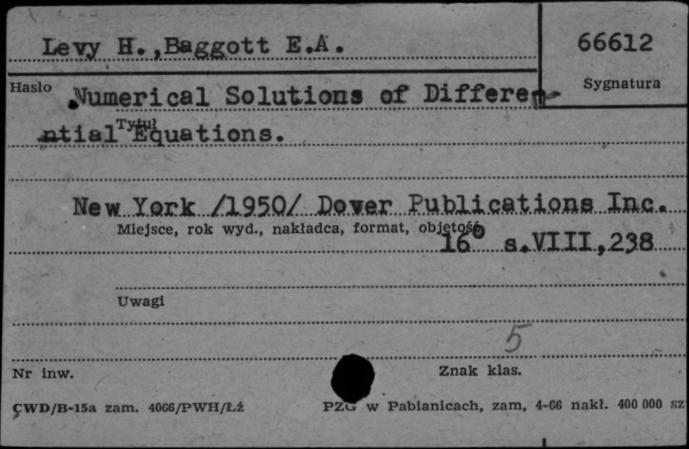 Levy H.,Baggott E.A.
66612
Hasło
Sygnatura
Numerical Solutions of Differen-
ntial Equations.
Tytuł
New York /1950/ Dover Publications Inc.
Miejsce, rok wyd., nakładca, format, objętość
16° s.VIII,238
Uwagi
5
Nr inw.
Znak klas.
CWD/B-15a zam. 4066/PWH/Łź
PZG w Pabianicach, zam, 4-66 nakł. 400 000 sz